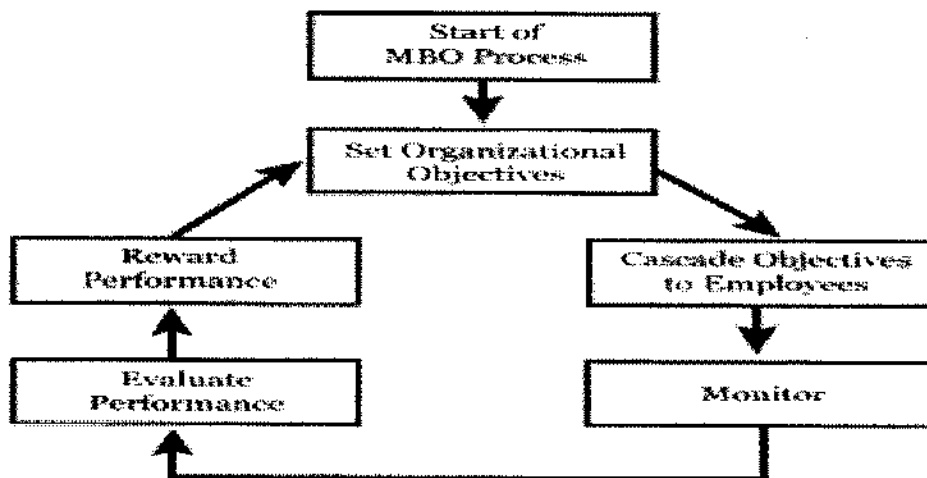 Start of
MBO Process
Set Organizational
Objectives
Reward
Performance
Cascade Objectives
to Employees
Evaluate
Performance
Monitor